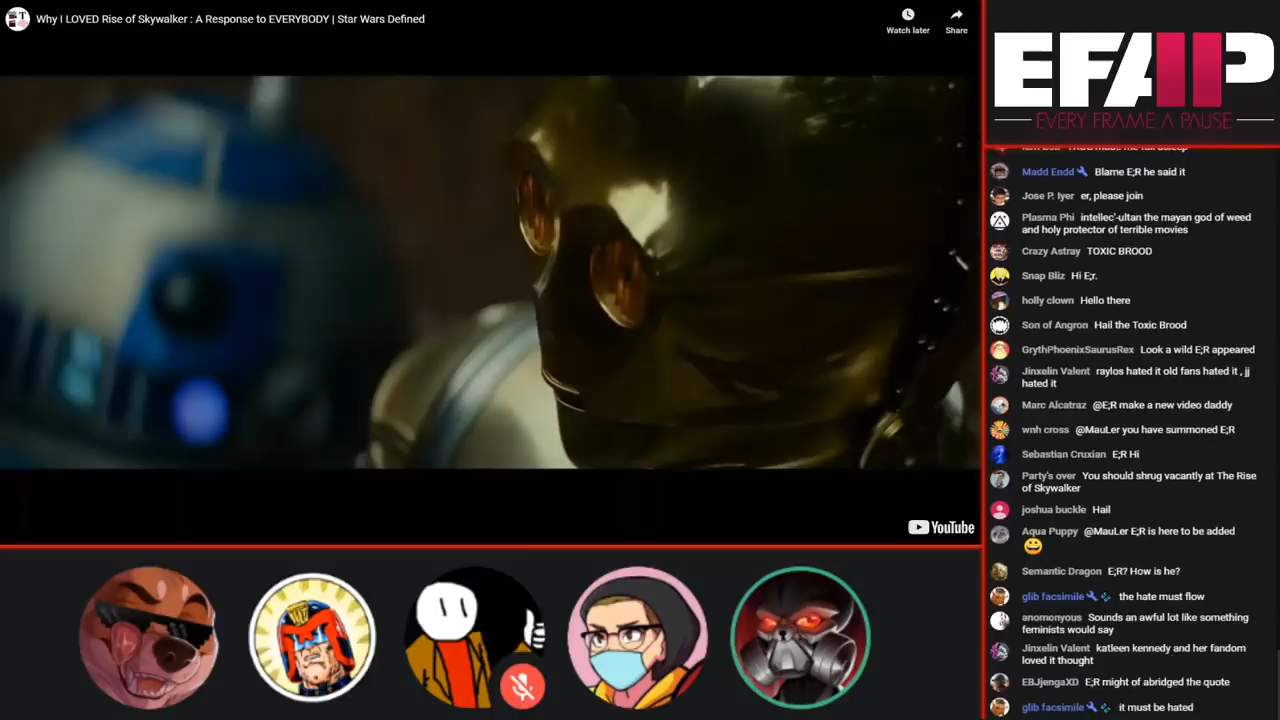 Why I LOVED Rise of Skywalker : A Response to EVERYBODY | Star Wars Defined
Watch later
Share
YouTube
EFAP
EVERY FRAME A PAUSE
Madd Endd Blame E;R he said it
Jose P. Iyer er, please join
Plasma Phi intellec'-ultan the mayan god of weed
and holy protector of terrible movies
Crazy Astray TOXIC BROOD
Snap Bliz Hi E;r.
holly clown Hello there
Son of Angron Hail the Toxic Brood
GrythPhoenixSaurusRex Look a wild E;R appeared
Jinxelin Valent raylos hated it old fans hated it , jj
hated it
Marc Alcatraz @E;R make a new video daddy
wnh cross @MauLer you have summoned E;R
Sebastian Cruxian E;R Hi
Party's over You should shrug vacantly at The Rise
of Skywalker
joshua buckle Hail
Aqua Puppy @MauLer E;R is here to be added
Semantic Dragon E;R? How is he?
glib facsimile the hate must flow
anomonyous Sounds an awful lot like something
feminists would say
Jinxelin Valent katleen kennedy and her fandom
loved it thought
EBJjengaXD E;R might of abridged the quote
glib facsimile it must be hated